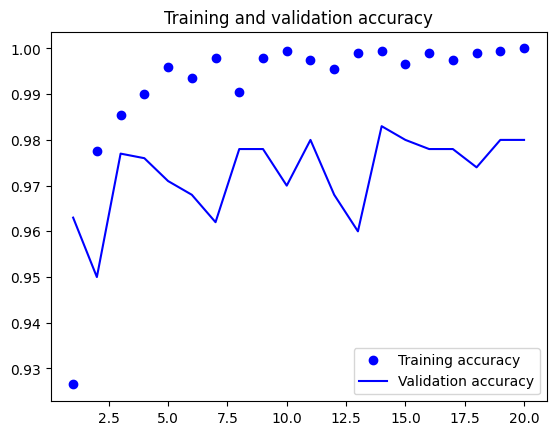 Training and validation accuracy
1.00
0.99
0.98
0.97
0.96
0.95
0.94
0.93
Training accuracy
Validation accuracy
2.5 5.0 7.5 10.0 12.5 15.0 17.5 20.0